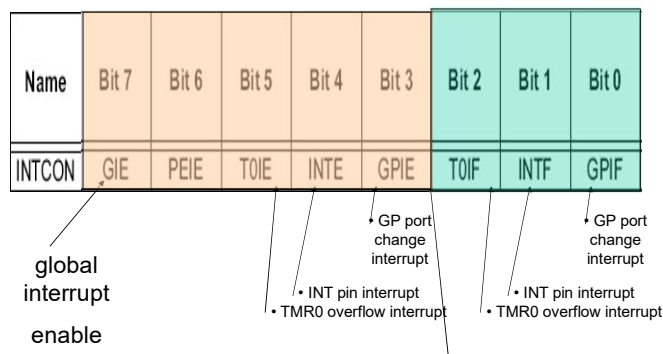 Name Bit 7 Bit 6 Bit 5 Bit 4 Bit 3 Bit 2 Bit 1 Bit 0
INTCON GIE PEIE T0IE INTE GPIE T0IF INTF GPIF
• GP port
change
interrupt
• GP port
change
interrupt
global
interrupt
enable
• INT pin interrupt
• TMR0 overflow interrupt
• INT pin interrupt
• TMR0 overflow interrupt